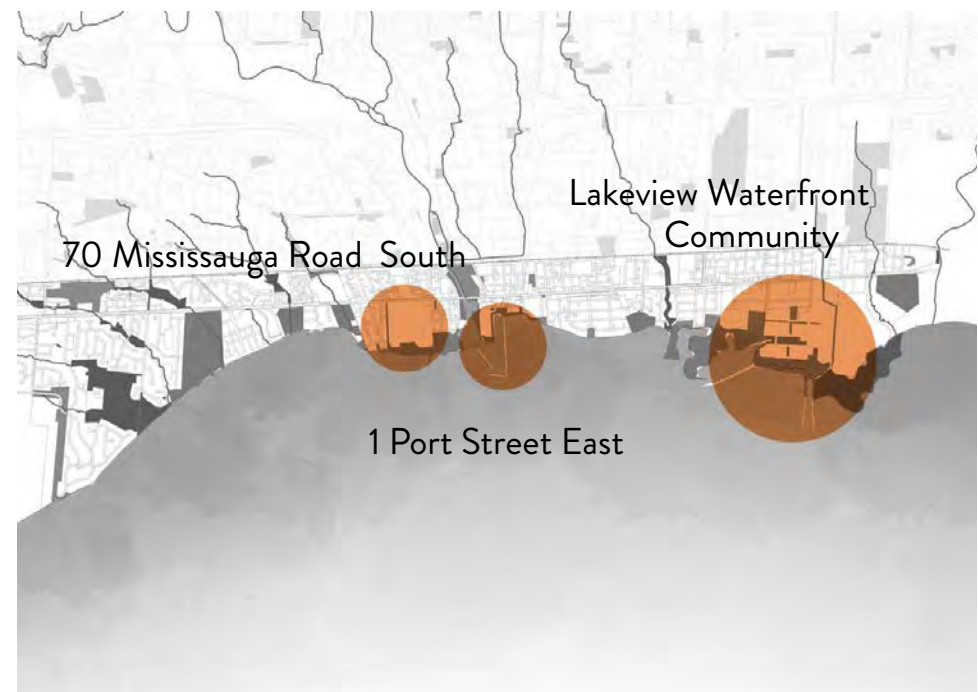 Lakeview Waterfront
Community
70 Mississauga Road South
1 Port Street East